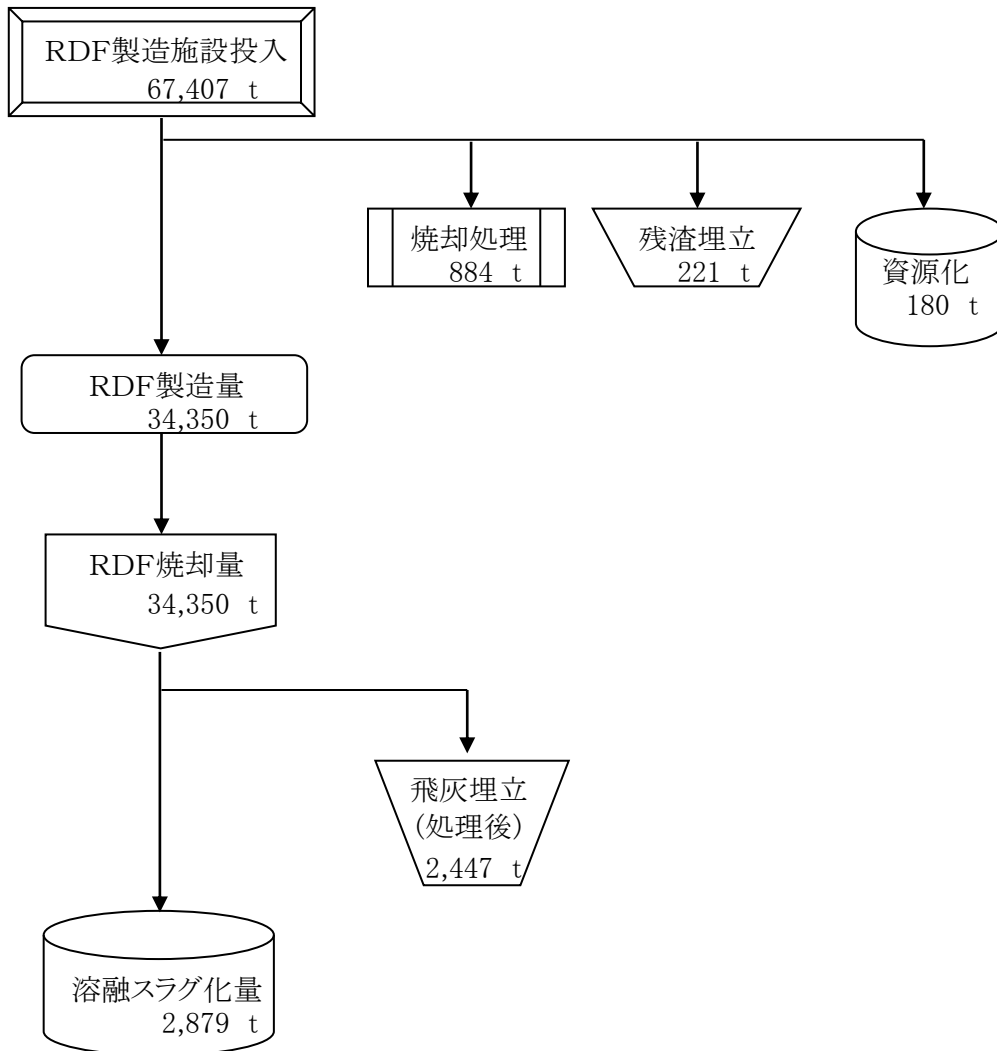 RDF製造施設投入
67,407 t
焼却処理
884 t
残渣埋立
221 t
資源化
180 t
RDF製造量
34,350 t
RDF焼却量
34,350 t
飛灰埋立
(処理後)
2,447 t
溶融スラグ化量
2,879 t